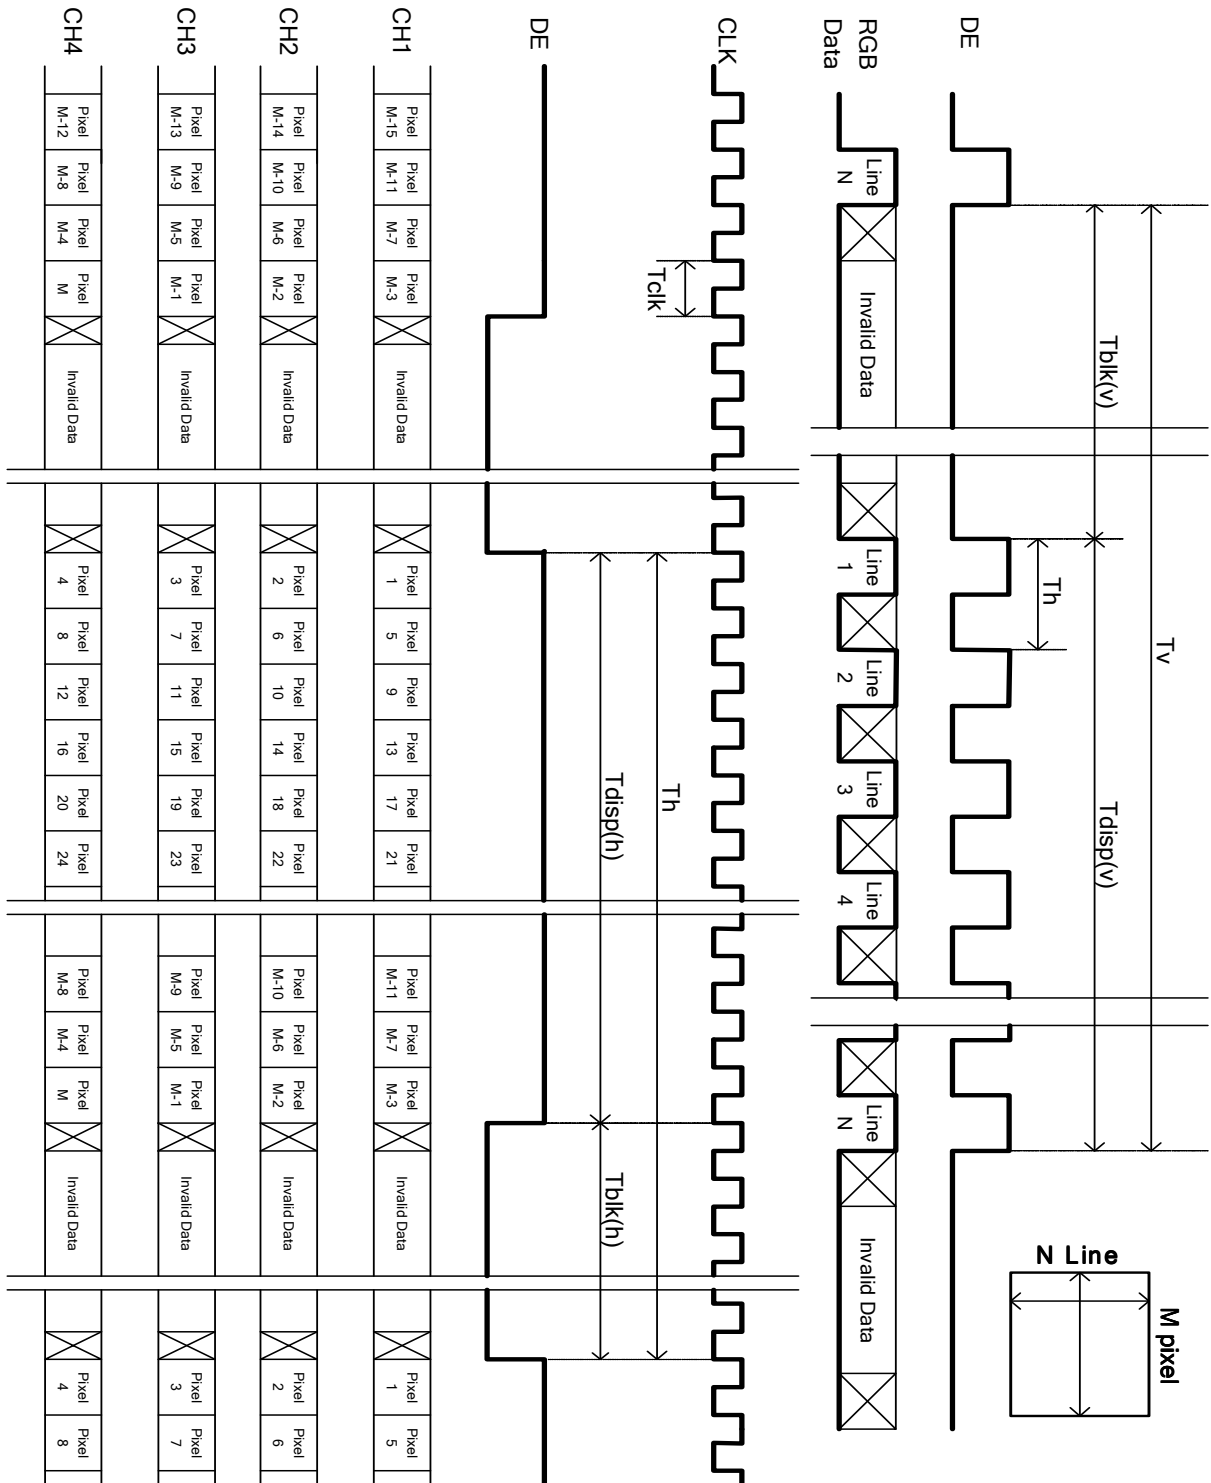 Tv
Tblk(v)
Tdisp(v)
Th
DE
RGB
Data
Line
N
Invalid Data
Line
1
Line
2
Line
3
Line
4
Line
N
Invalid Data
M pixel
N Line
CLK
Tclk
Th
Tdisp(h)
Tblk(h)
DE
CH1
Pixel
M-15
Pixel
M-11
Pixel
M-7
Pixel
M-3
Invalid Data
Pixel
1
Pixel
5
Pixel
9
Pixel
13
Pixel
17
Pixel
21
Pixel
M-11
Pixel
M-7
Pixel
M-3
Invalid Data
Pixel
1
Pixel
5
CH2
Pixel
M-14
Pixel
M-10
Pixel
M-6
Pixel
M-2
Invalid Data
Pixel
2
Pixel
6
Pixel
10
Pixel
14
Pixel
18
Pixel
22
Pixel
M-10
Pixel
M-6
Pixel
M-2
Invalid Data
Pixel
2
Pixel
6
CH3
Pixel
M-13
Pixel
M-9
Pixel
M-5
Pixel
M-1
Invalid Data
Pixel
3
Pixel
7
Pixel
11
Pixel
15
Pixel
19
Pixel
23
Pixel
M-9
Pixel
M-5
Pixel
M-1
Invalid Data
Pixel
3
Pixel
7
CH4
Pixel
M-12
Pixel
M-8
Pixel
M-4
Pixel
M
Invalid Data
Pixel
4
Pixel
8
Pixel
12
Pixel
16
Pixel
20
Pixel
24
Pixel
M-8
Pixel
M-4
Pixel
M
Invalid Data
Pixel
4
Pixel
8